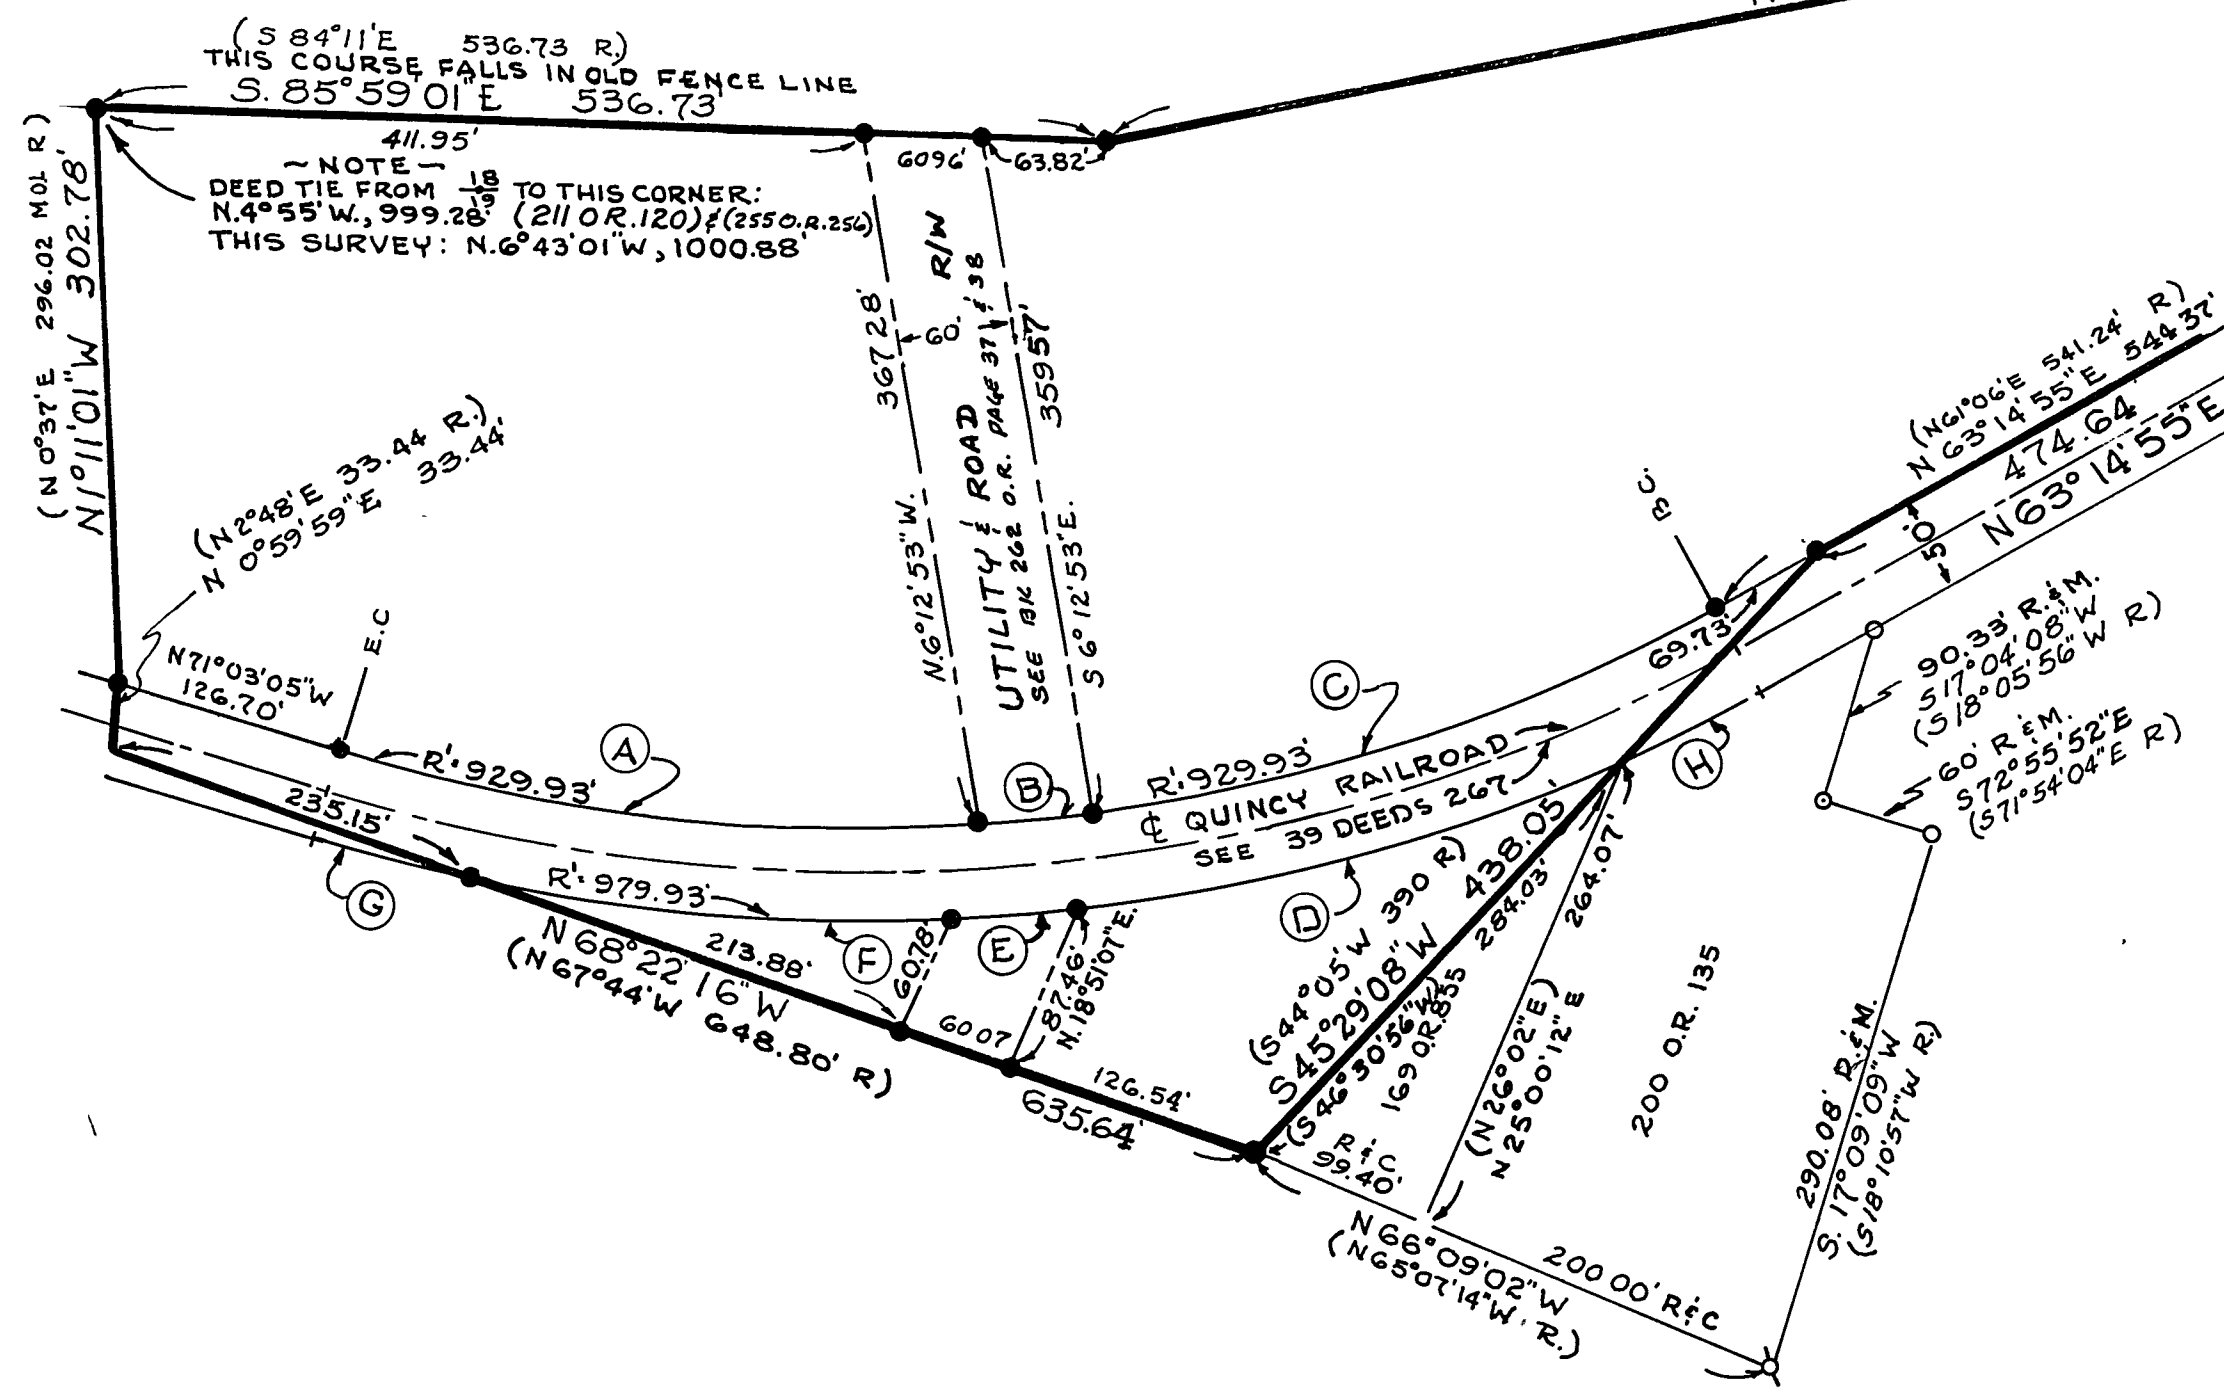 (S 84°11'E 536.73 R.)
THIS COURSE FALLS IN OLD FENCE LINE
S. 85°59'01"E 536.73'
411.95'
6096'
63.82'
~ NOTE ~
DEED TIE FROM 18/19 TO THIS CORNER:
N.4°55'W., 999.28' (211 O R.120) & (255 O.R.256)
THIS SURVEY: N.6°43'01"W, 1000.88'
(N 0°37'E 296.02 MOL R)
N1°11'01"W 302.78'
(N 2°48'E 33.44 R.)
N 0°59'59"E 33.44'
N71°03'05"W
126.70'
E.C
R'= 929.93'
A
367 28'
N.6°12'53"W.
60'
R/W
UTILITY & ROAD
SEE BK 262 O.R. PAGE 37 & 38
35957'
S 6°12'53"E.
B
R'= 929.93'
C
B.C.
69.73'
℄ QUINCY RAILROAD
SEE 39 DEEDS 267
(N61°06'E 541.24' R)
N 63°14'55"E 544 37'
474.64
N 63°14'55"E
50'
235.15'
G
R'= 979.93'
F
E
D
H
N 68°22'16"W
(N 67°44'W 648.80' R)
213.88'
60.78'
6007
87.46'
N.18°51'07"E.
126.54'
635.64'
(S44°05'W 390 R)
S45°29'08"W 438.05'
(S46°30'56"W)
284.03'
169 O.R.855
264.07'
(N 26°02"E)
N 25°00'12"E
R & C
99.40'
200 O.R. 135
N 66°09'02"W
(N65°07'14"W R.)
200 00' R & C
90.33' R. & M.
S17°04'08"W
(S18°05'56"W R)
60' R & M.
S72°55'52"E
(S71°54'04"E R)
290.08' R. & M.
S. 17°09'09"W
(S18°10'57"W R.)